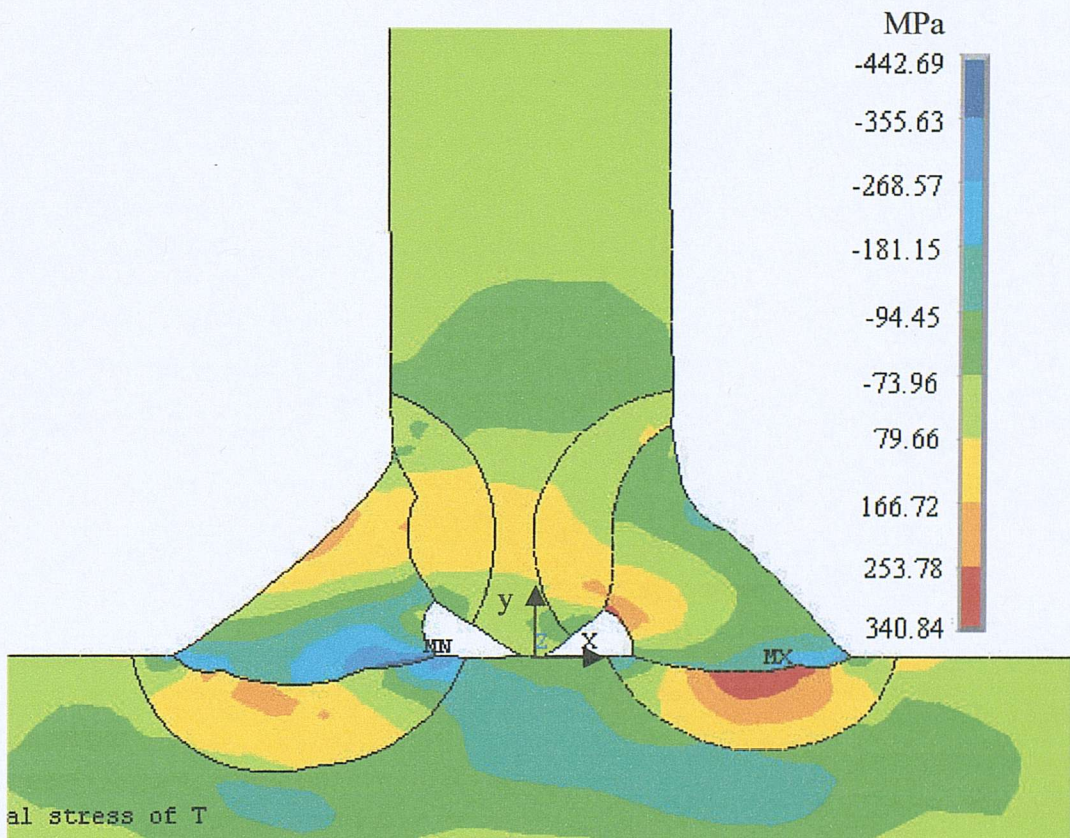 MPa
-442.69
-355.63
-268.57
-181.15
-94.45
-73.96
79.66
166.72
253.78
340.84
y
z
x
MN
MX
al stress of T